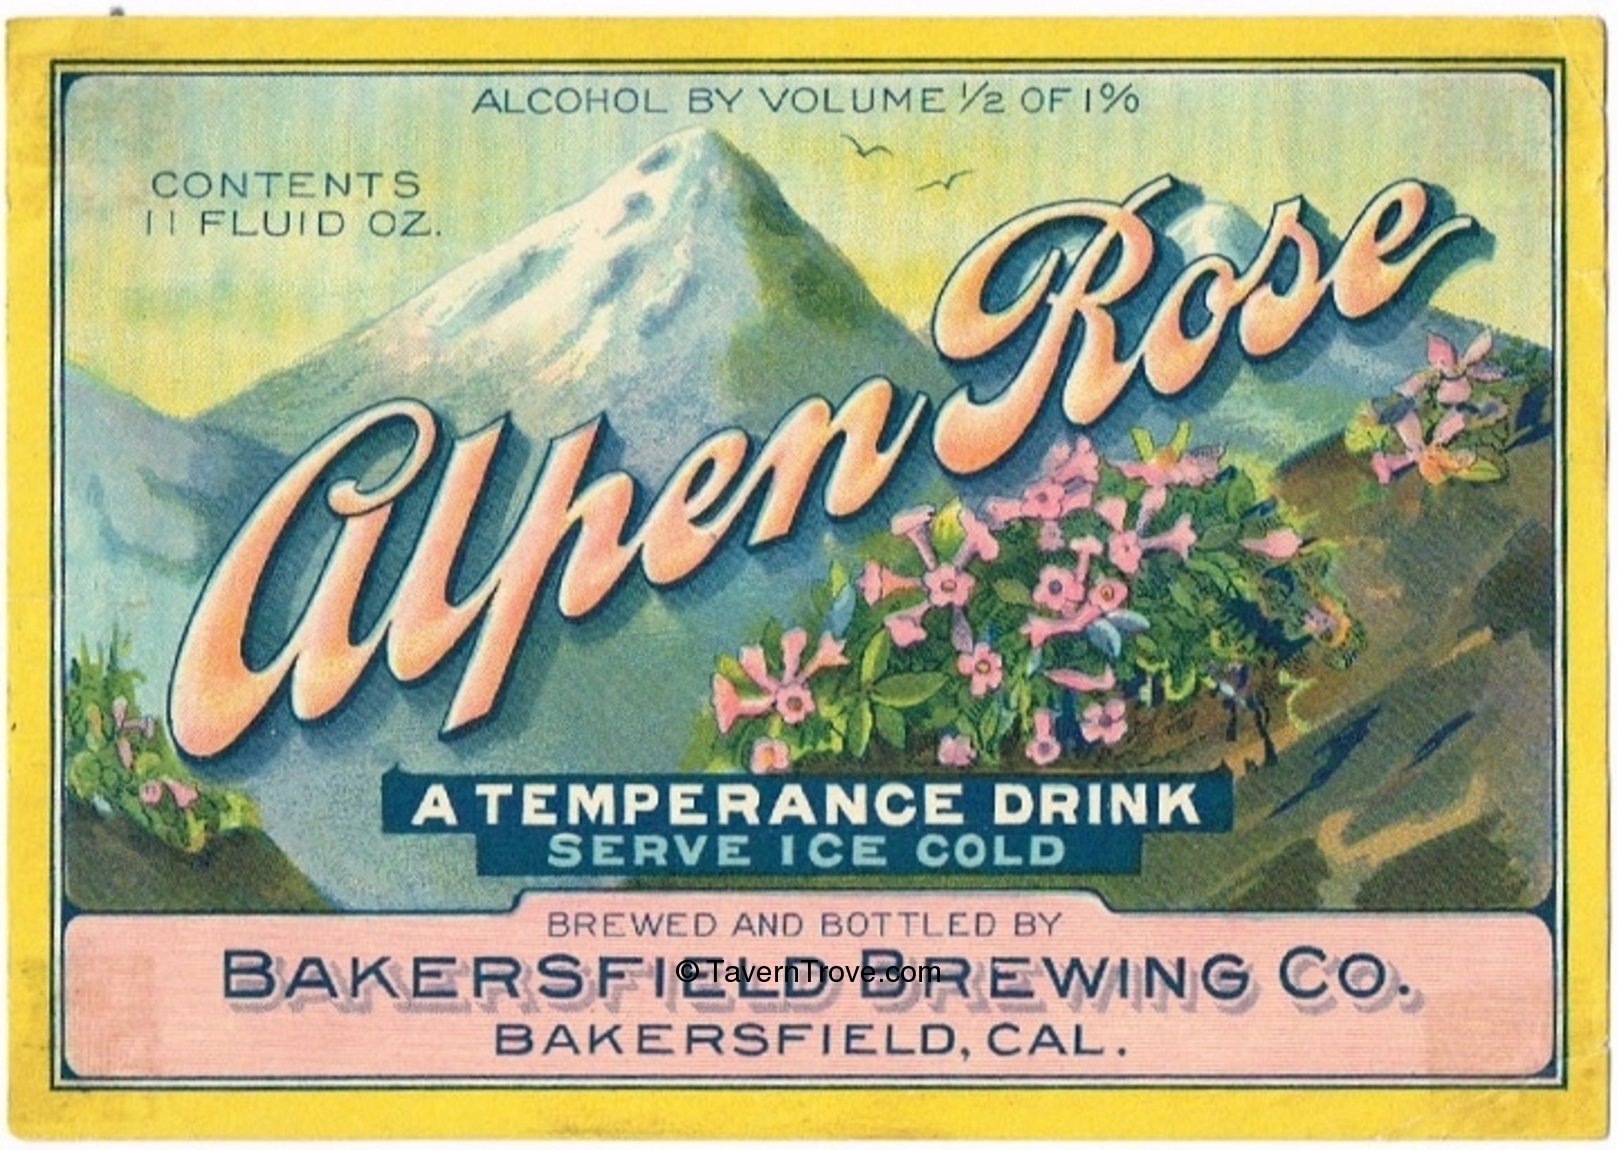 ALCOHOL BY VOLUME ½ OF 1%
CONTENTS
11 FLUID OZ.
Alpen Rose
A TEMPERANCE DRINK
SERVE ICE COLD
BREWED AND BOTTLED BY
BAKERSFIELD BREWING CO.
© TavernTrove.com
BAKERSFIELD, CAL.